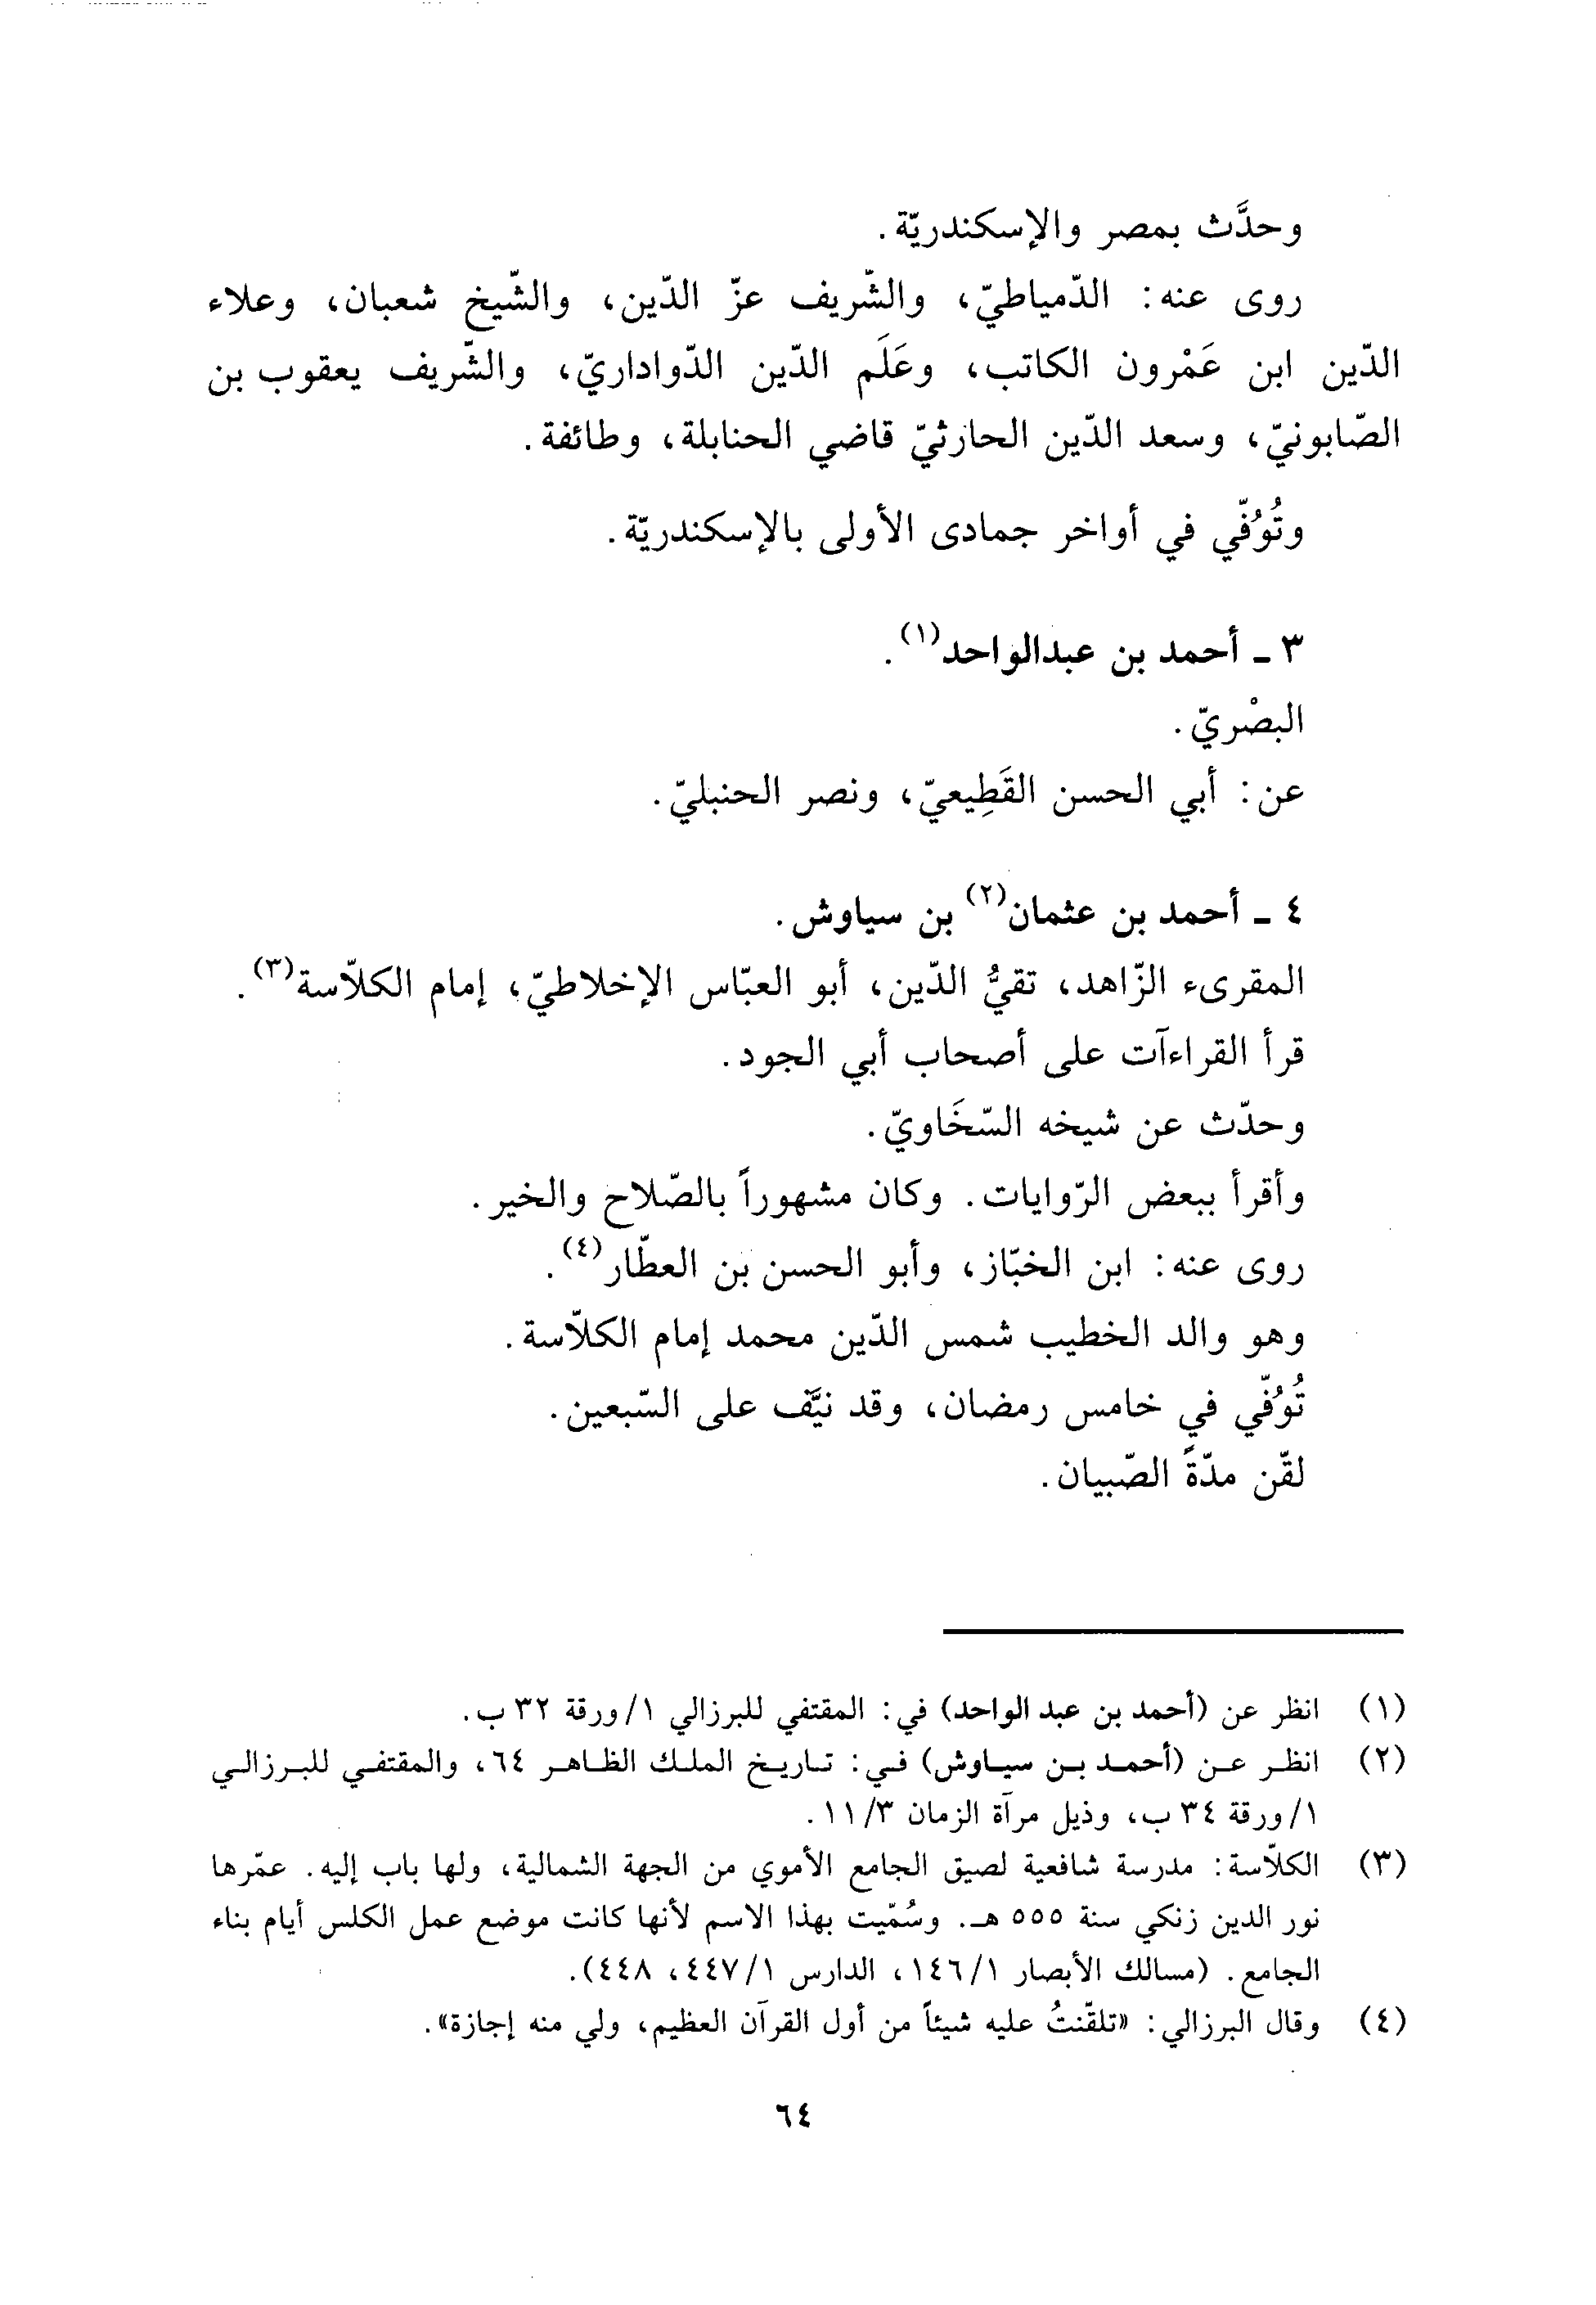 وحدَّث بمصر والإسكندريّة.
روى عنه: الدّمياطيّ، والشّريف عزّ الدّين، والشّيخ شعبان، وعلاء
الدّين ابن عَمْرون الكاتب، وعَلَم الدّين الدّواداريّ، والشّريف يعقوب بن
الصّابونيّ، وسعد الدّين الحارثيّ قاضي الحنابلة، وطائفة.
وتُوُفّي في أواخر جمادى الأولى بالإسكندريّة.
٣ - أحمد بن عبدالواحد(١).
البصْريّ.
عن: أبي الحسن القَطِيعيّ، ونصر الحنبليّ.
٤ - أحمد بن عثمان(٢) بن سياوش.
المقرىء الزّاهد، تقيُّ الدّين، أبو العبّاس الإخلاطيّ، إمام الكلاّسة(٣).
قرأ القراءآت على أصحاب أبي الجود.
وحدّث عن شيخه السّخَاويّ.
وأقرأ ببعض الرّوايات. وكان مشهوراً بالصّلاح والخير.
روى عنه: ابن الخبّاز، وأبو الحسن بن العطّار(٤).
وهو والد الخطيب شمس الدّين محمد إمام الكلاّسة.
تُوُفّي في خامس رمضان، وقد نيَّف على السّبعين.
لقّن مدّةً الصّبيان.
(١) انظر عن (أحمد بن عبد الواحد) في: المقتفي للبرزالي ١/ورقة ٣٢ ب.
(٢) انظر عن (أحمد بن سياوش) في: تاريخ الملك الظاهر ٦٤، والمقتفي للبرزالي
١/ورقة ٣٤ ب، وذيل مرآة الزمان ١١/٣.
(٣) الكلاّسة: مدرسة شافعية لصيق الجامع الأموي من الجهة الشمالية، ولها باب إليه. عمّرها
نور الدين زنكي سنة ٥٥٥ هـ. وسُمّيت بهذا الاسم لأنها كانت موضع عمل الكلس أيام بناء
الجامع. (مسالك الأبصار ١٤٦/١، الدارس ٤٤٧/١، ٤٤٨).
(٤) وقال البرزالي: «تلقّنتُ عليه شيئاً من أول القرآن العظيم، ولي منه إجازة».
٦٤